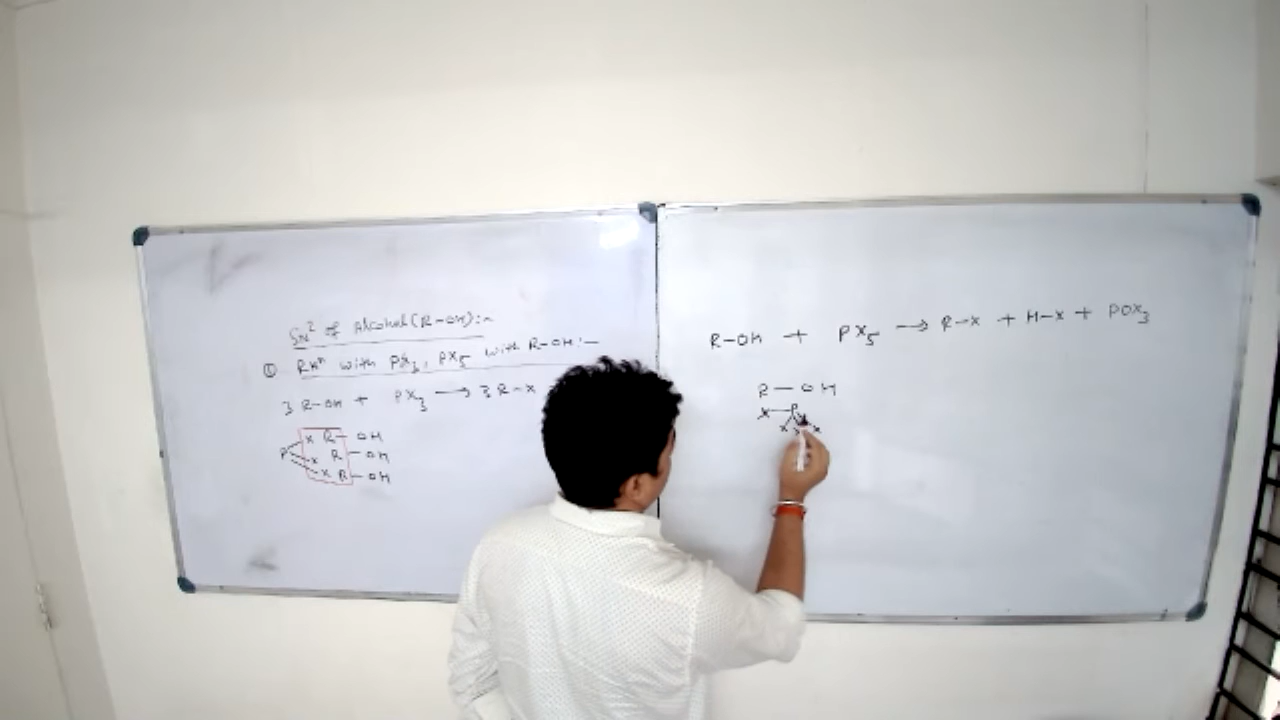 SN² of Alcohol (R-OH):-
① Rxⁿ with PX₃, PX₅ with R-OH:-
3 R-OH + PX₃ → 3 R-X
X R- OH
P X R - OH
X R - OH
R-OH + PX₅ → R-X + H-X + POX₃
R - OH
X-P
X X X